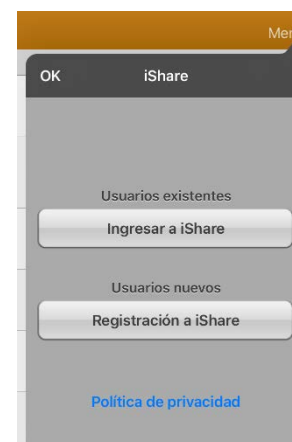 OK iShare
Usuarios existentes
Ingresar a iShare
Usuarios nuevos
Registración a iShare
Política de privacidad